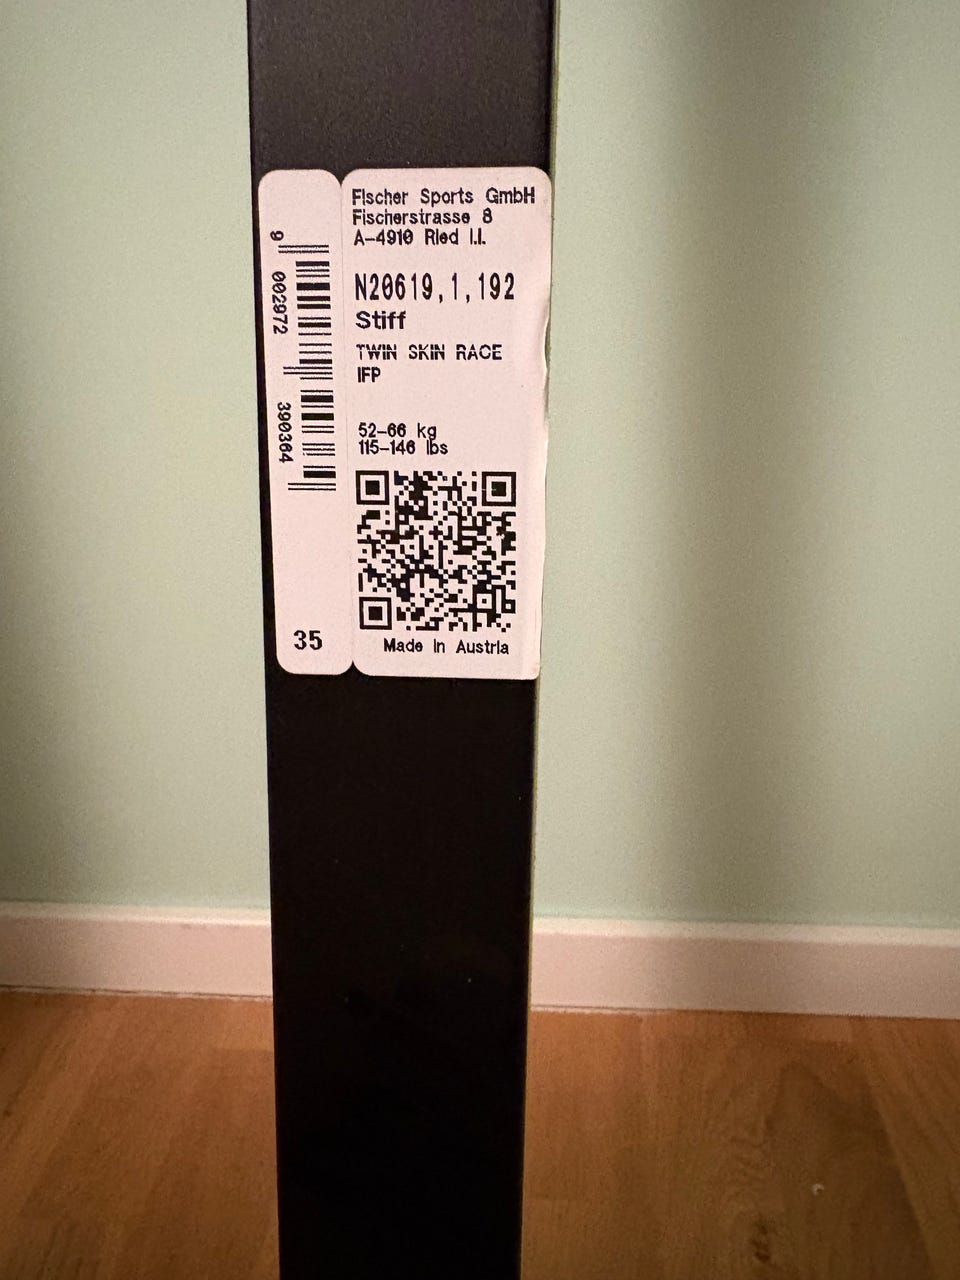 Fischer Sports GmbH
Fischerstrasse 8
A-4910 Ried i.I.
N20619,1,192
Stiff
TWIN SKIN RACE
IFP
52-66 kg
115-146 lbs
Made in Austria
9 002972 390364
35